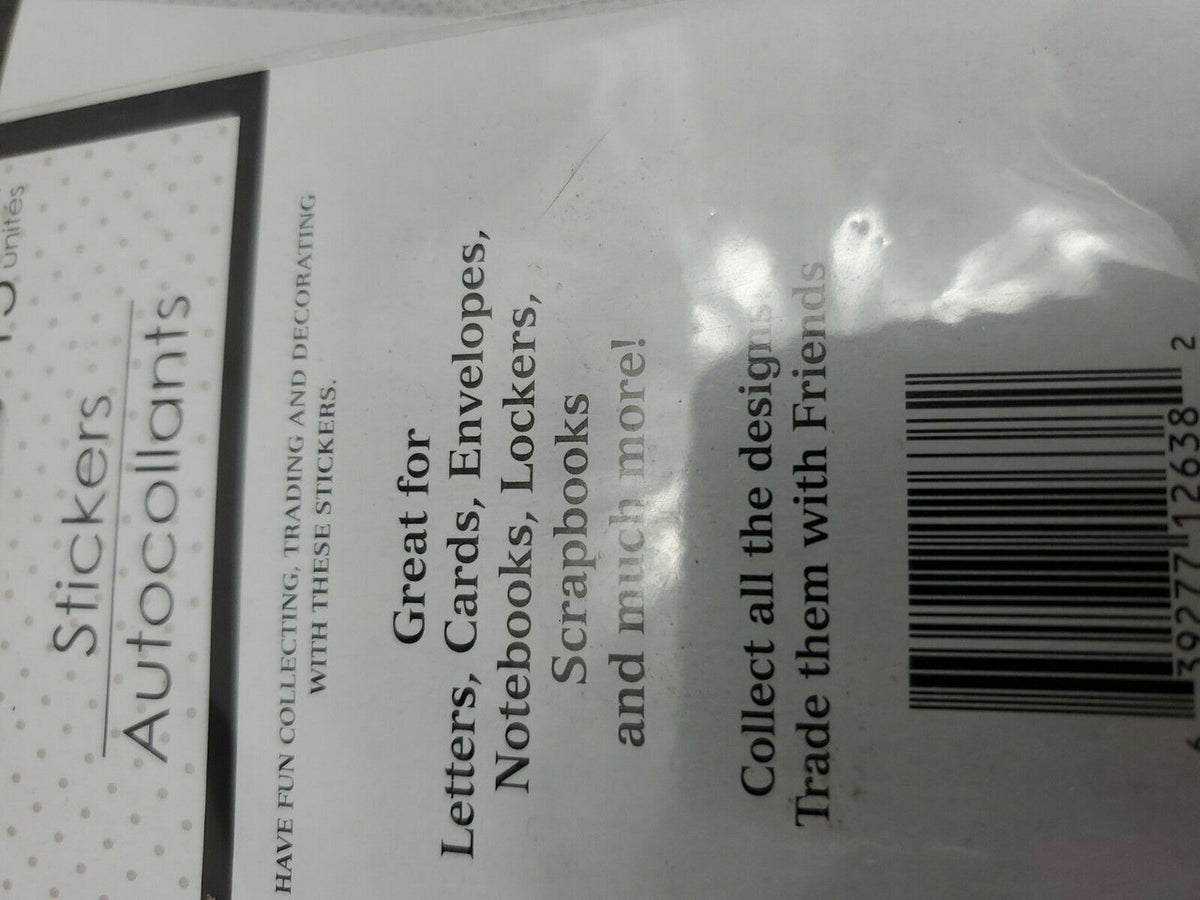 unités
Stickers
Autocollants
HAVE FUN COLLECTING, TRADING AND DECORATING
WITH THESE STICKERS.
Great for
Letters, Cards, Envelopes,
Notebooks, Lockers,
Scrapbooks
and much more!
Collect all the designs
Trade them with Friends
6 39277 12638 2